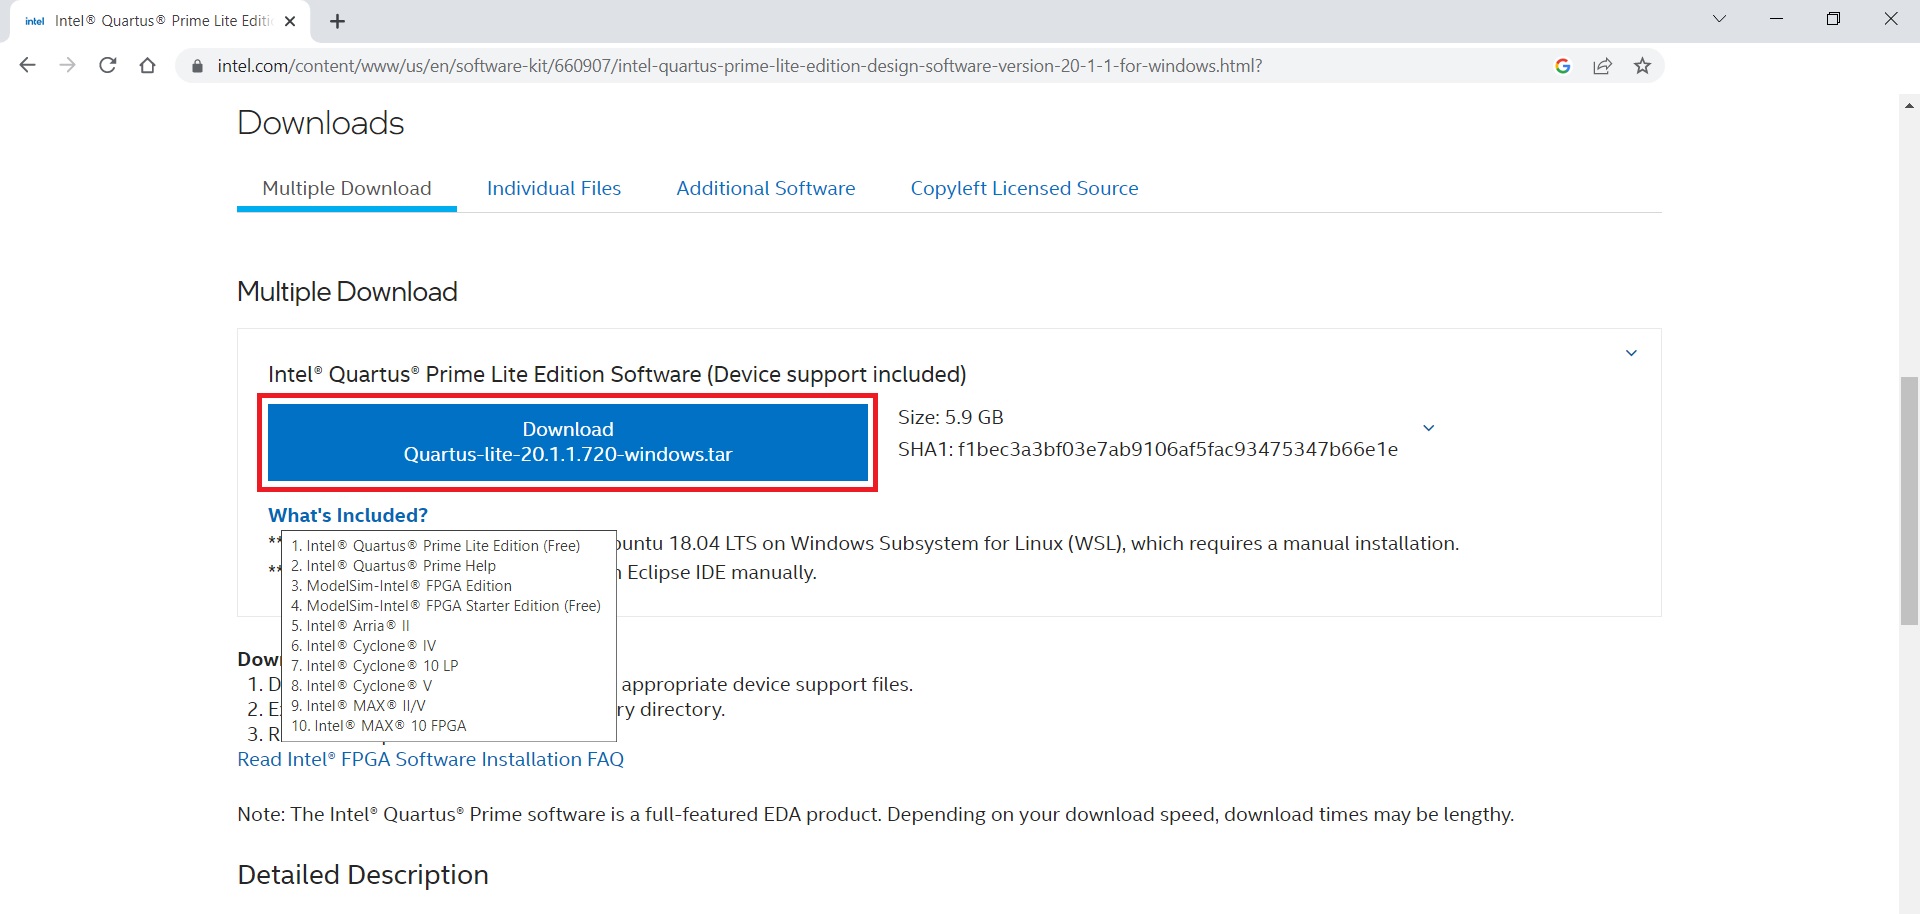 intel Intel® Quartus® Prime Lite Editi
intel.com/content/www/us/en/software-kit/660907/intel-quartus-prime-lite-edition-design-software-version-20-1-1-for-windows.html?
Downloads
Multiple Download Individual Files Additional Software Copyleft Licensed Source
Multiple Download
Intel® Quartus® Prime Lite Edition Software (Device support included)
Download
Quartus-lite-20.1.1.720-windows.tar
Size: 5.9 GB
SHA1: f1bec3a3bf03e7ab9106af5fac93475347b66e1e
What's Included?
** untu 18.04 LTS on Windows Subsystem for Linux (WSL), which requires a manual installation.
** Eclipse IDE manually.
1. Intel® Quartus® Prime Lite Edition (Free)
2. Intel® Quartus® Prime Help
3. ModelSim-Intel® FPGA Edition
4. ModelSim-Intel® FPGA Starter Edition (Free)
5. Intel® Arria® II
6. Intel® Cyclone® IV
7. Intel® Cyclone® 10 LP
8. Intel® Cyclone® V
9. Intel® MAX® II/V
10. Intel® MAX® 10 FPGA
Dow
1. D appropriate device support files.
2. E ry directory.
3. R
Read Intel® FPGA Software Installation FAQ
Note: The Intel® Quartus® Prime software is a full-featured EDA product. Depending on your download speed, download times may be lengthy.
Detailed Description